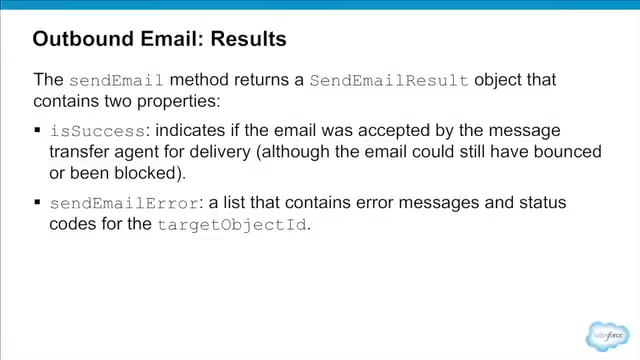 Outbound Email: Results
The sendEmail method returns a SendEmailResult object that
contains two properties:
▪ isSuccess: indicates if the email was accepted by the message
transfer agent for delivery (although the email could still have bounced
or been blocked).
▪ sendEmailError: a list that contains error messages and status
codes for the targetObjectId.
salesforce